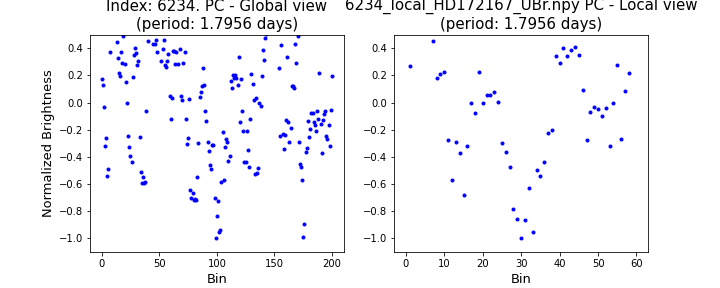 Index: 6234. PC - Global view
(period: 1.7956 days)
6234_local_HD172167_UBr.npy PC - Local view
(period: 1.7956 days)
Normalized Brightness
0.4
0.2
0.0
−0.2
−0.4
−0.6
−0.8
−1.0
0 50 100 150 200
Bin
0.4
0.2
0.0
−0.2
−0.4
−0.6
−0.8
−1.0
0 10 20 30 40 50 60
Bin